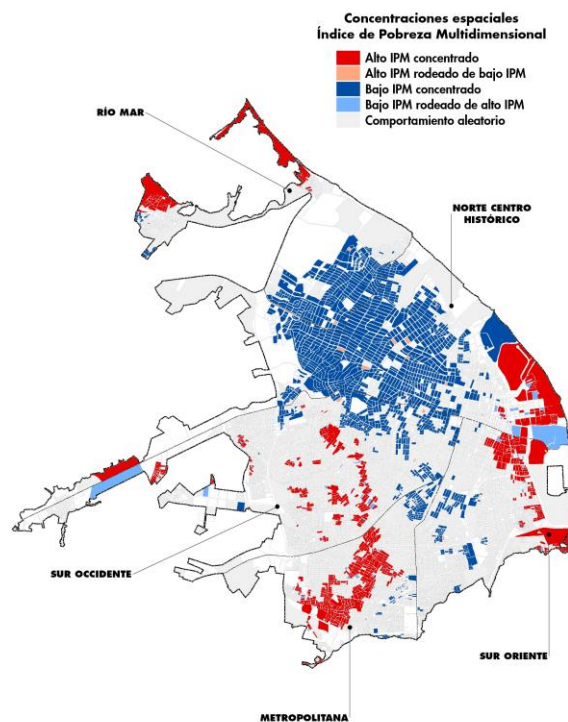 Concentraciones espaciales
Índice de Pobreza Multidimensional
Alto IPM concentrado
Alto IPM rodeado de bajo IPM
Bajo IPM concentrado
Bajo IPM rodeado de alto IPM
Comportamiento aleatorio
RÍO MAR
NORTE CENTRO
HISTÓRICO
SUR OCCIDENTE
SUR ORIENTE
METROPOLITANA